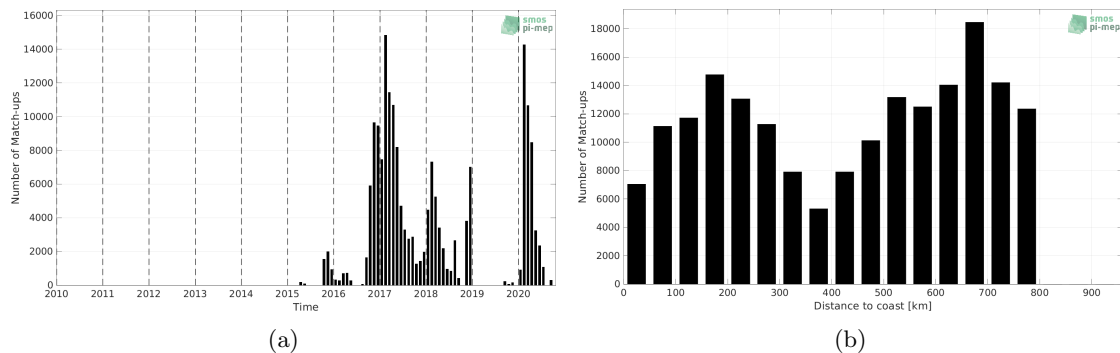 smos
pi-mep
16000
14000
12000
10000
8000
6000
4000
2000
0
Number of Match-ups
2010 2011 2012 2013 2014 2015 2016 2017 2018 2019 2020
Time
(a)
smos
pi-mep
18000
16000
14000
12000
10000
8000
6000
4000
2000
0
Number of Match-ups
0 100 200 300 400 500 600 700 800 900
Distance to coast [km]
(b)